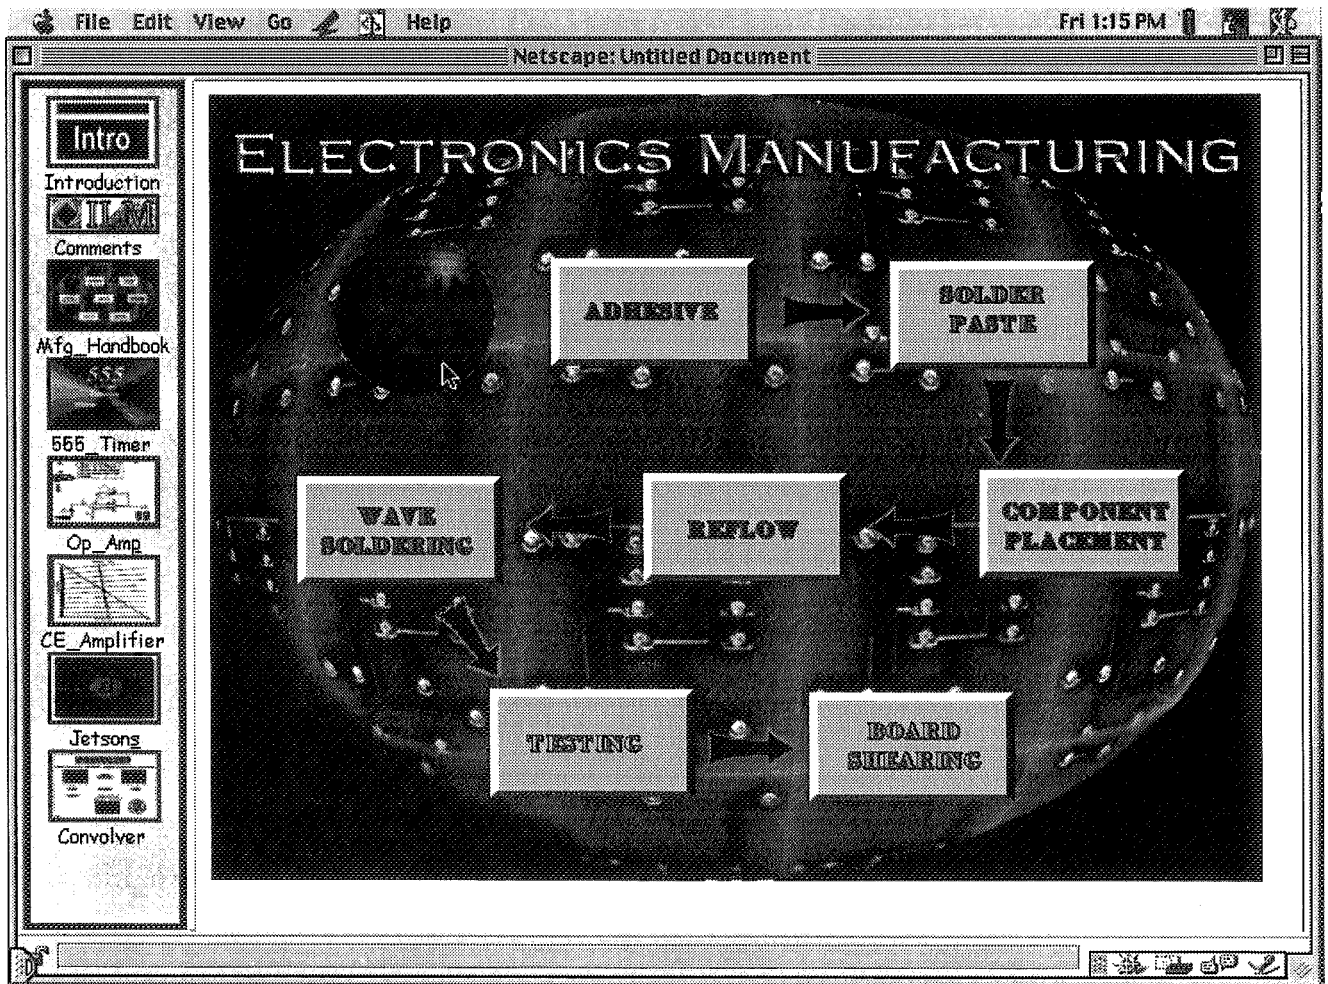 File Edit View Go Help Fri 1:15 PM
Netscape: Untitled Document
Intro
Introduction
ILM
Comments
Mfg_Handbook
555
555_Timer
Op_Amp
CE_Amplifier
Jetsons
Convolver
ELECTRONICS MANUFACTURING
ADHESIVE
SOLDER
PASTE
COMPONENT
PLACEMENT
REFLOW
WAVE
SOLDERING
TESTING
BOARD
SHEARING